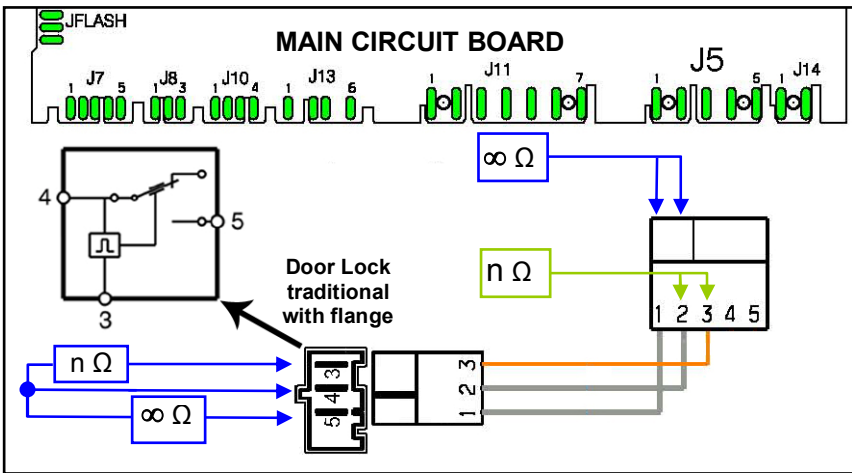 JFLASH
MAIN CIRCUIT BOARD
J7 J8 J10 J13 J11 J5 J14
1 5 1 3 1 4 1 6 1 7 1 5 1
∞ Ω
4
5
3
n Ω
Door Lock
traditional
with flange
1 2 3 4 5
n Ω
3 3
4 2
5 1
∞ Ω